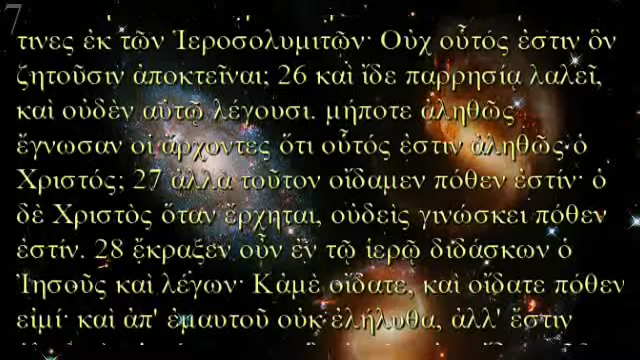 7
τινες ἐκ τῶν Ἱεροσολυμιτῶν· Οὐχ οὗτός ἐστιν ὃν
ζητοῦσιν ἀποκτεῖναι; 26 καὶ ἴδε παρρησίᾳ λαλεῖ,
καὶ οὐδὲν αὐτῷ λέγουσι. μήποτε ἀληθῶς
ἔγνωσαν οἱ ἄρχοντες ὅτι οὗτός ἐστιν ἀληθῶς ὁ
Χριστός; 27 ἀλλὰ τοῦτον οἴδαμεν πόθεν ἐστίν· ὁ
δὲ Χριστὸς ὅταν ἔρχηται, οὐδεὶς γινώσκει πόθεν
ἐστίν. 28 ἔκραξεν οὖν ἐν τῷ ἱερῷ διδάσκων ὁ
Ἰησοῦς καὶ λέγων· Κἀμὲ οἴδατε, καὶ οἴδατε πόθεν
εἰμί· καὶ ἀπ' ἐμαυτοῦ οὐκ ἐλήλυθα, ἀλλ' ἔστιν